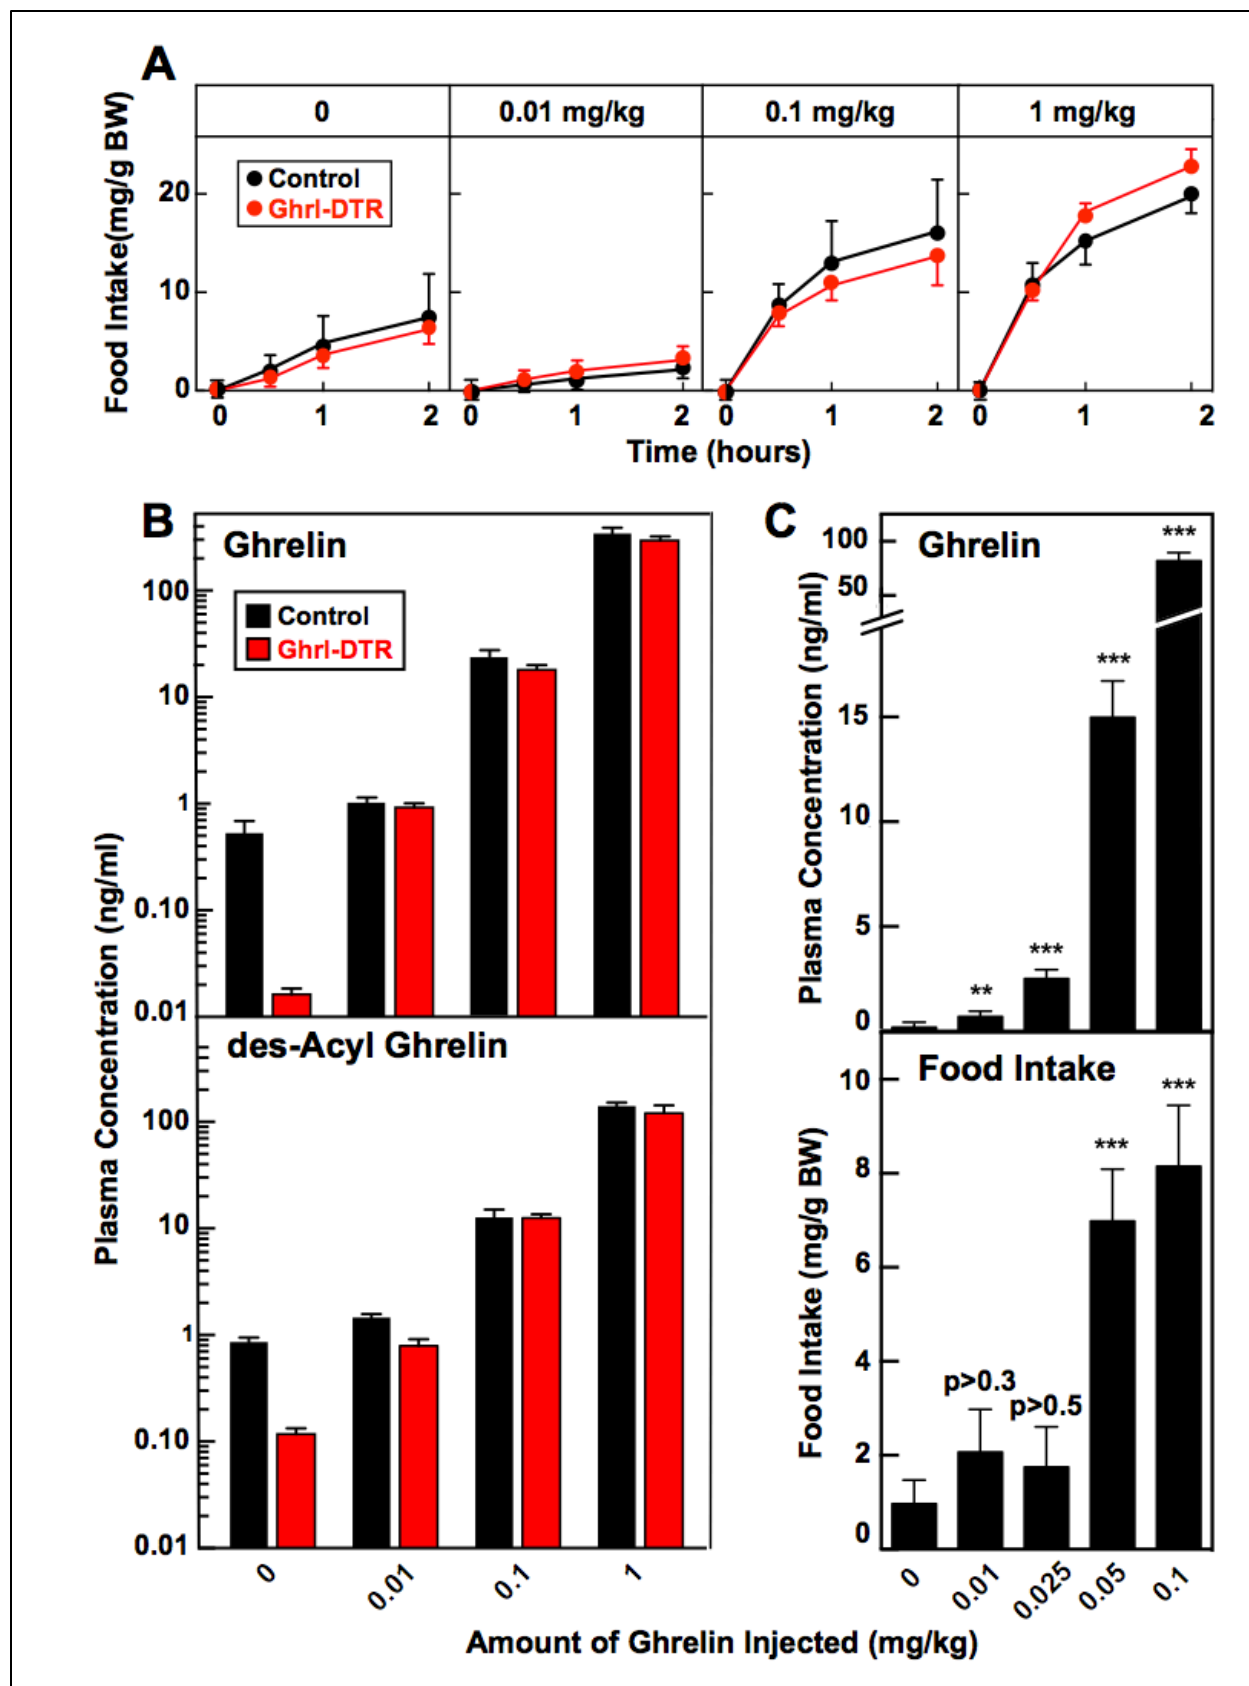 A
0
0.01 mg/kg
0.1 mg/kg
1 mg/kg
Food Intake(mg/g BW)
20
10
0
Control
Ghrl-DTR
0 1 2 0 1 2 0 1 2 0 1 2
Time (hours)
B
Ghrelin
Control
Ghrl-DTR
Plasma Concentration (ng/ml)
100
10
1
0.10
0.01
des-Acyl Ghrelin
100
10
1
0.10
0.01
0 0.01 0.1 1
C
Ghrelin
Plasma Concentration (ng/ml)
100
50
15
10
5
0
** *** *** ***
Food Intake
Food Intake (mg/g BW)
10
8
6
4
2
0
p>0.3 p>0.5 *** ***
0 0.01 0.025 0.05 0.1
Amount of Ghrelin Injected (mg/kg)